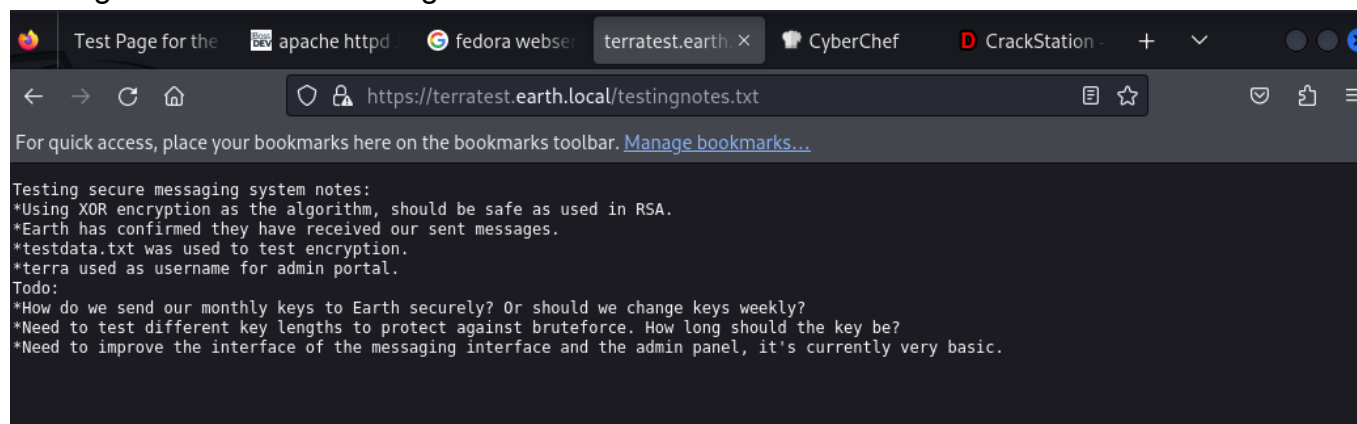 Test Page for the
apache httpd
fedora webser
terratest.earth.
CyberChef
CrackStation -
https://terratest.earth.local/testingnotes.txt
For quick access, place your bookmarks here on the bookmarks toolbar. Manage bookmarks...
Testing secure messaging system notes:
*Using XOR encryption as the algorithm, should be safe as used in RSA.
*Earth has confirmed they have received our sent messages.
*testdata.txt was used to test encryption.
*terra used as username for admin portal.
Todo:
*How do we send our monthly keys to Earth securely? Or should we change keys weekly?
*Need to test different key lengths to protect against bruteforce. How long should the key be?
*Need to improve the interface of the messaging interface and the admin panel, it's currently very basic.